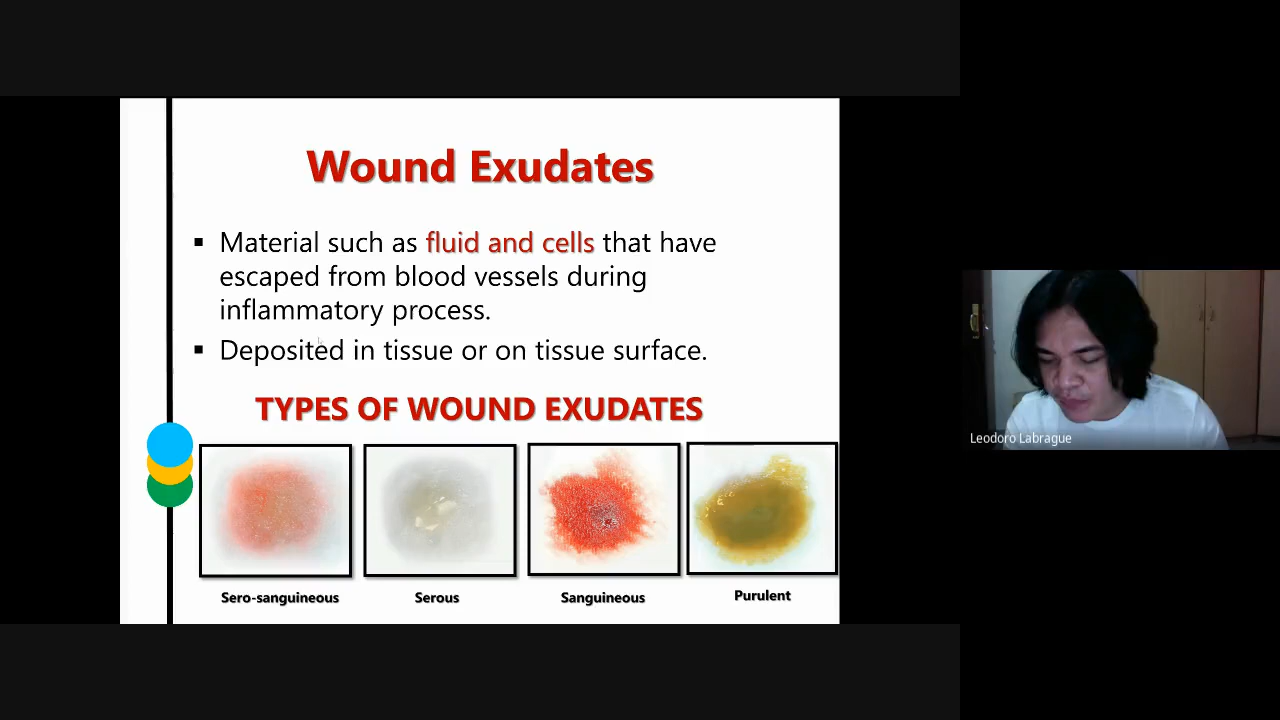 Wound Exudates
▪ Material such as fluid and cells that have
escaped from blood vessels during
inflammatory process.
▪ Deposited in tissue or on tissue surface.
TYPES OF WOUND EXUDATES
Sero-sanguineous
Serous
Sanguineous
Purulent
Leodoro Labrague